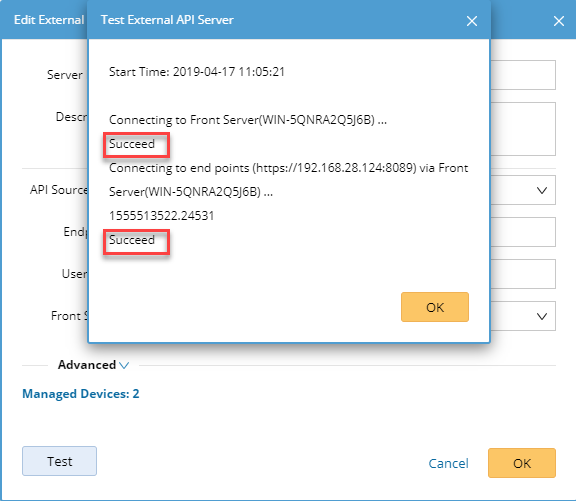 Edit External
Test External API Server
Start Time: 2019-04-17 11:05:21
Server
Connecting to Front Server(WIN-5QNRA2Q5J6B) ...
Descr
Succeed
Connecting to end points (https://192.168.28.124:8089) via Front
API Source
Server(WIN-5QNRA2Q5J6B) ...
1555513522.24531
Endp
Succeed
User
Front S
OK
Advanced
Managed Devices: 2
Test
Cancel
OK